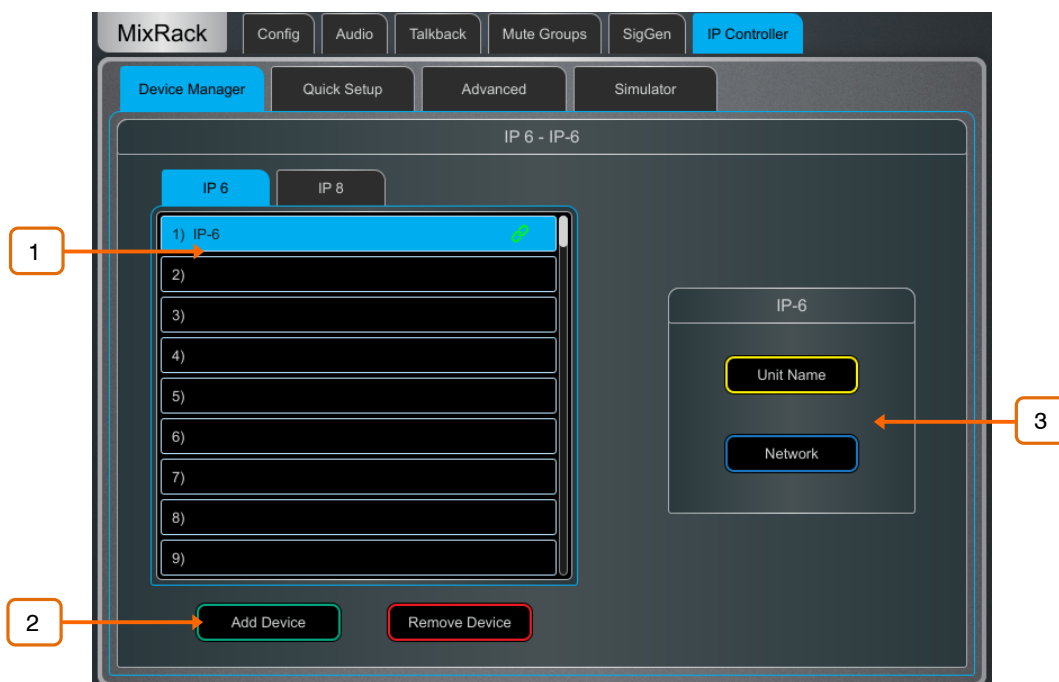 MixRack Config Audio Talkback Mute Groups SigGen IP Controller
Device Manager Quick Setup Advanced Simulator
IP 6 - IP-6
IP 6 IP 8
1) IP-6
1
2)
3)
IP-6
4)
Unit Name
5)
3
6)
Network
7)
8)
9)
2
Add Device Remove Device